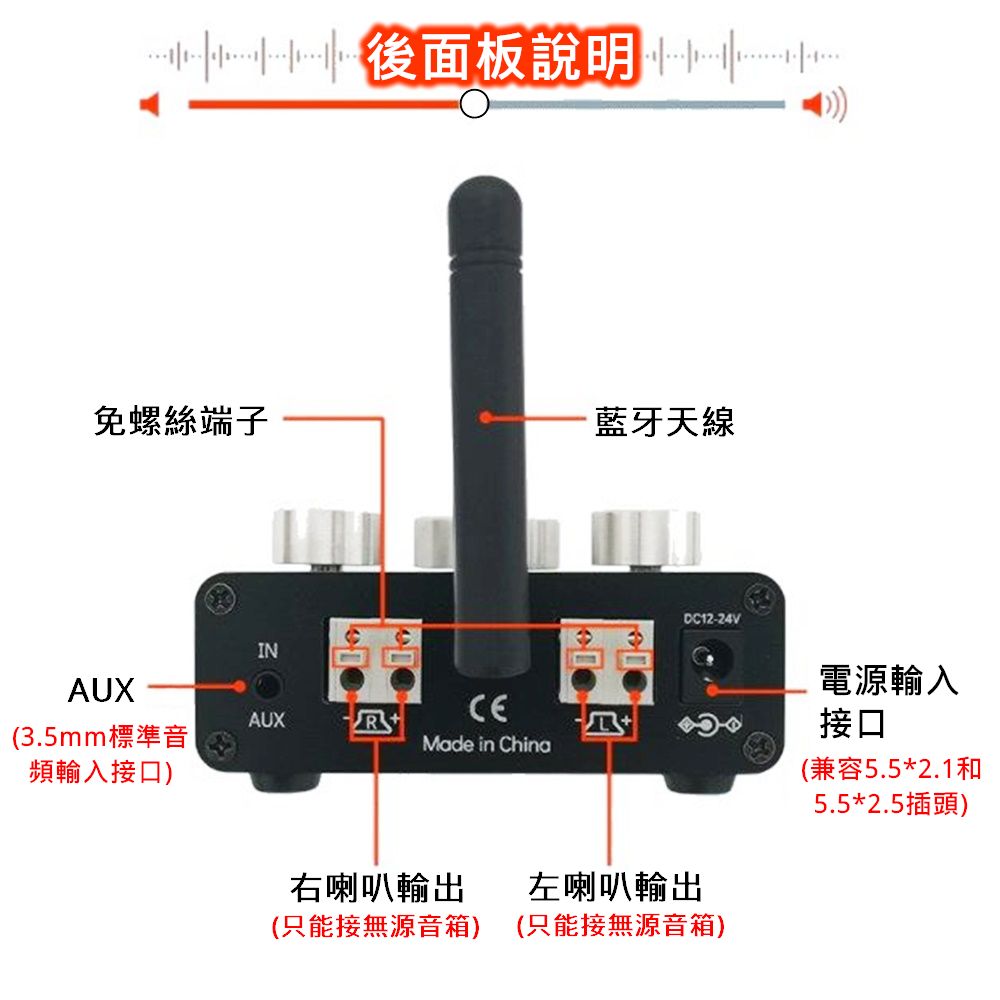 後面板說明
免螺絲端子
藍牙天線
DC12-24V
IN
AUX
AUX
(3.5mm標準音
頻輸入接口)
- R +
- L +
CE
Made in China
電源輸入
接口
(兼容5.5*2.1和
5.5*2.5插頭)
右喇叭輸出
(只能接無源音箱)
左喇叭輸出
(只能接無源音箱)